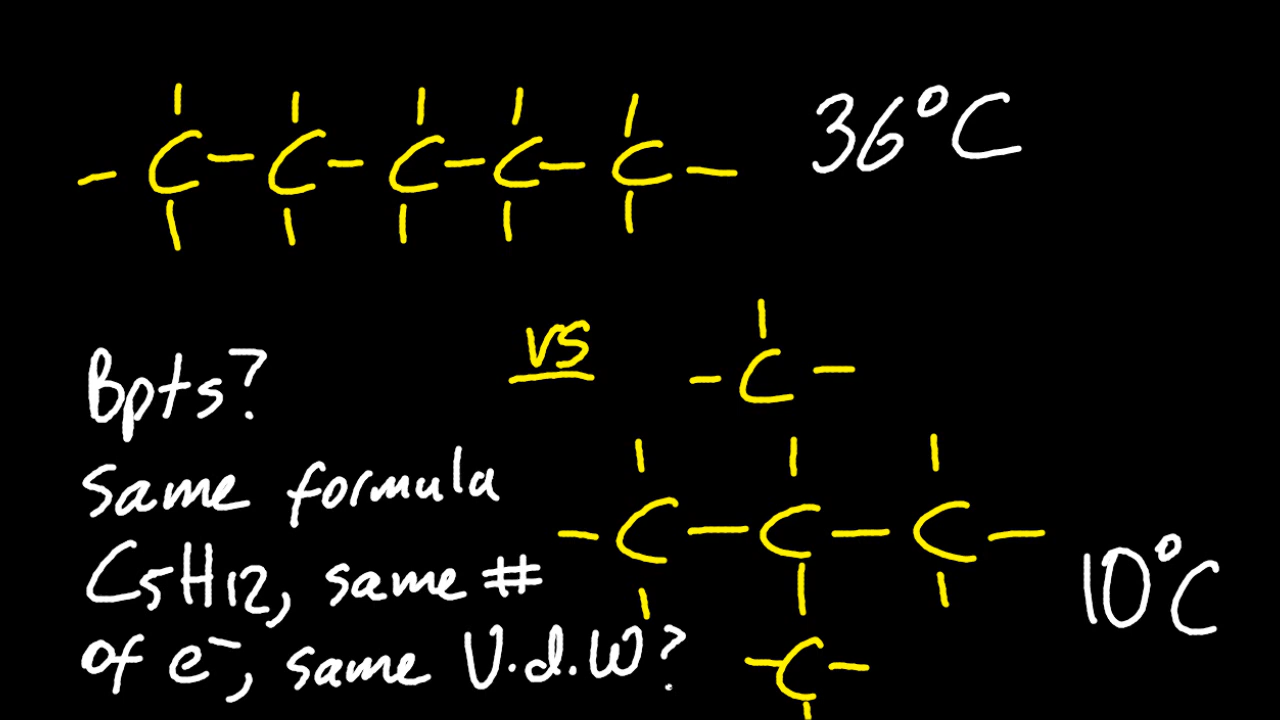 C-C-C-C-C 36°C
vs
Bpts?
C
same formula
C-C-C
C5H12, same #
10°C
of e⁻, same V.d.W?
C